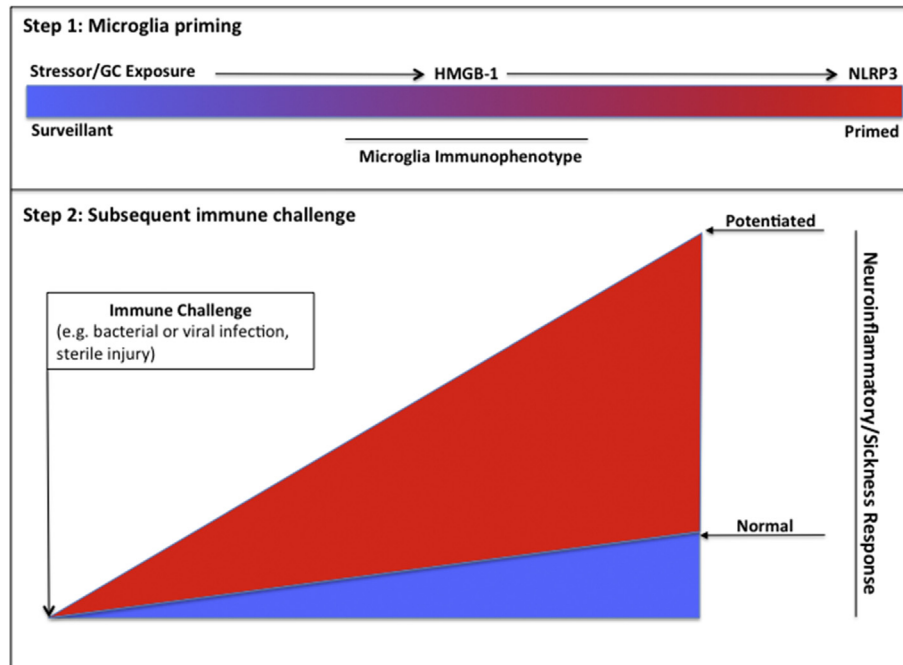 Step 1: Microglia priming
Stressor/GC Exposure HMGB-1 NLRP3
Surveillant Primed
Microglia Immunophenotype
Step 2: Subsequent immune challenge
Potentiated
Immune Challenge
(e.g. bacterial or viral infection,
sterile injury)
Normal
Neuroinflammatory/Sickness Response